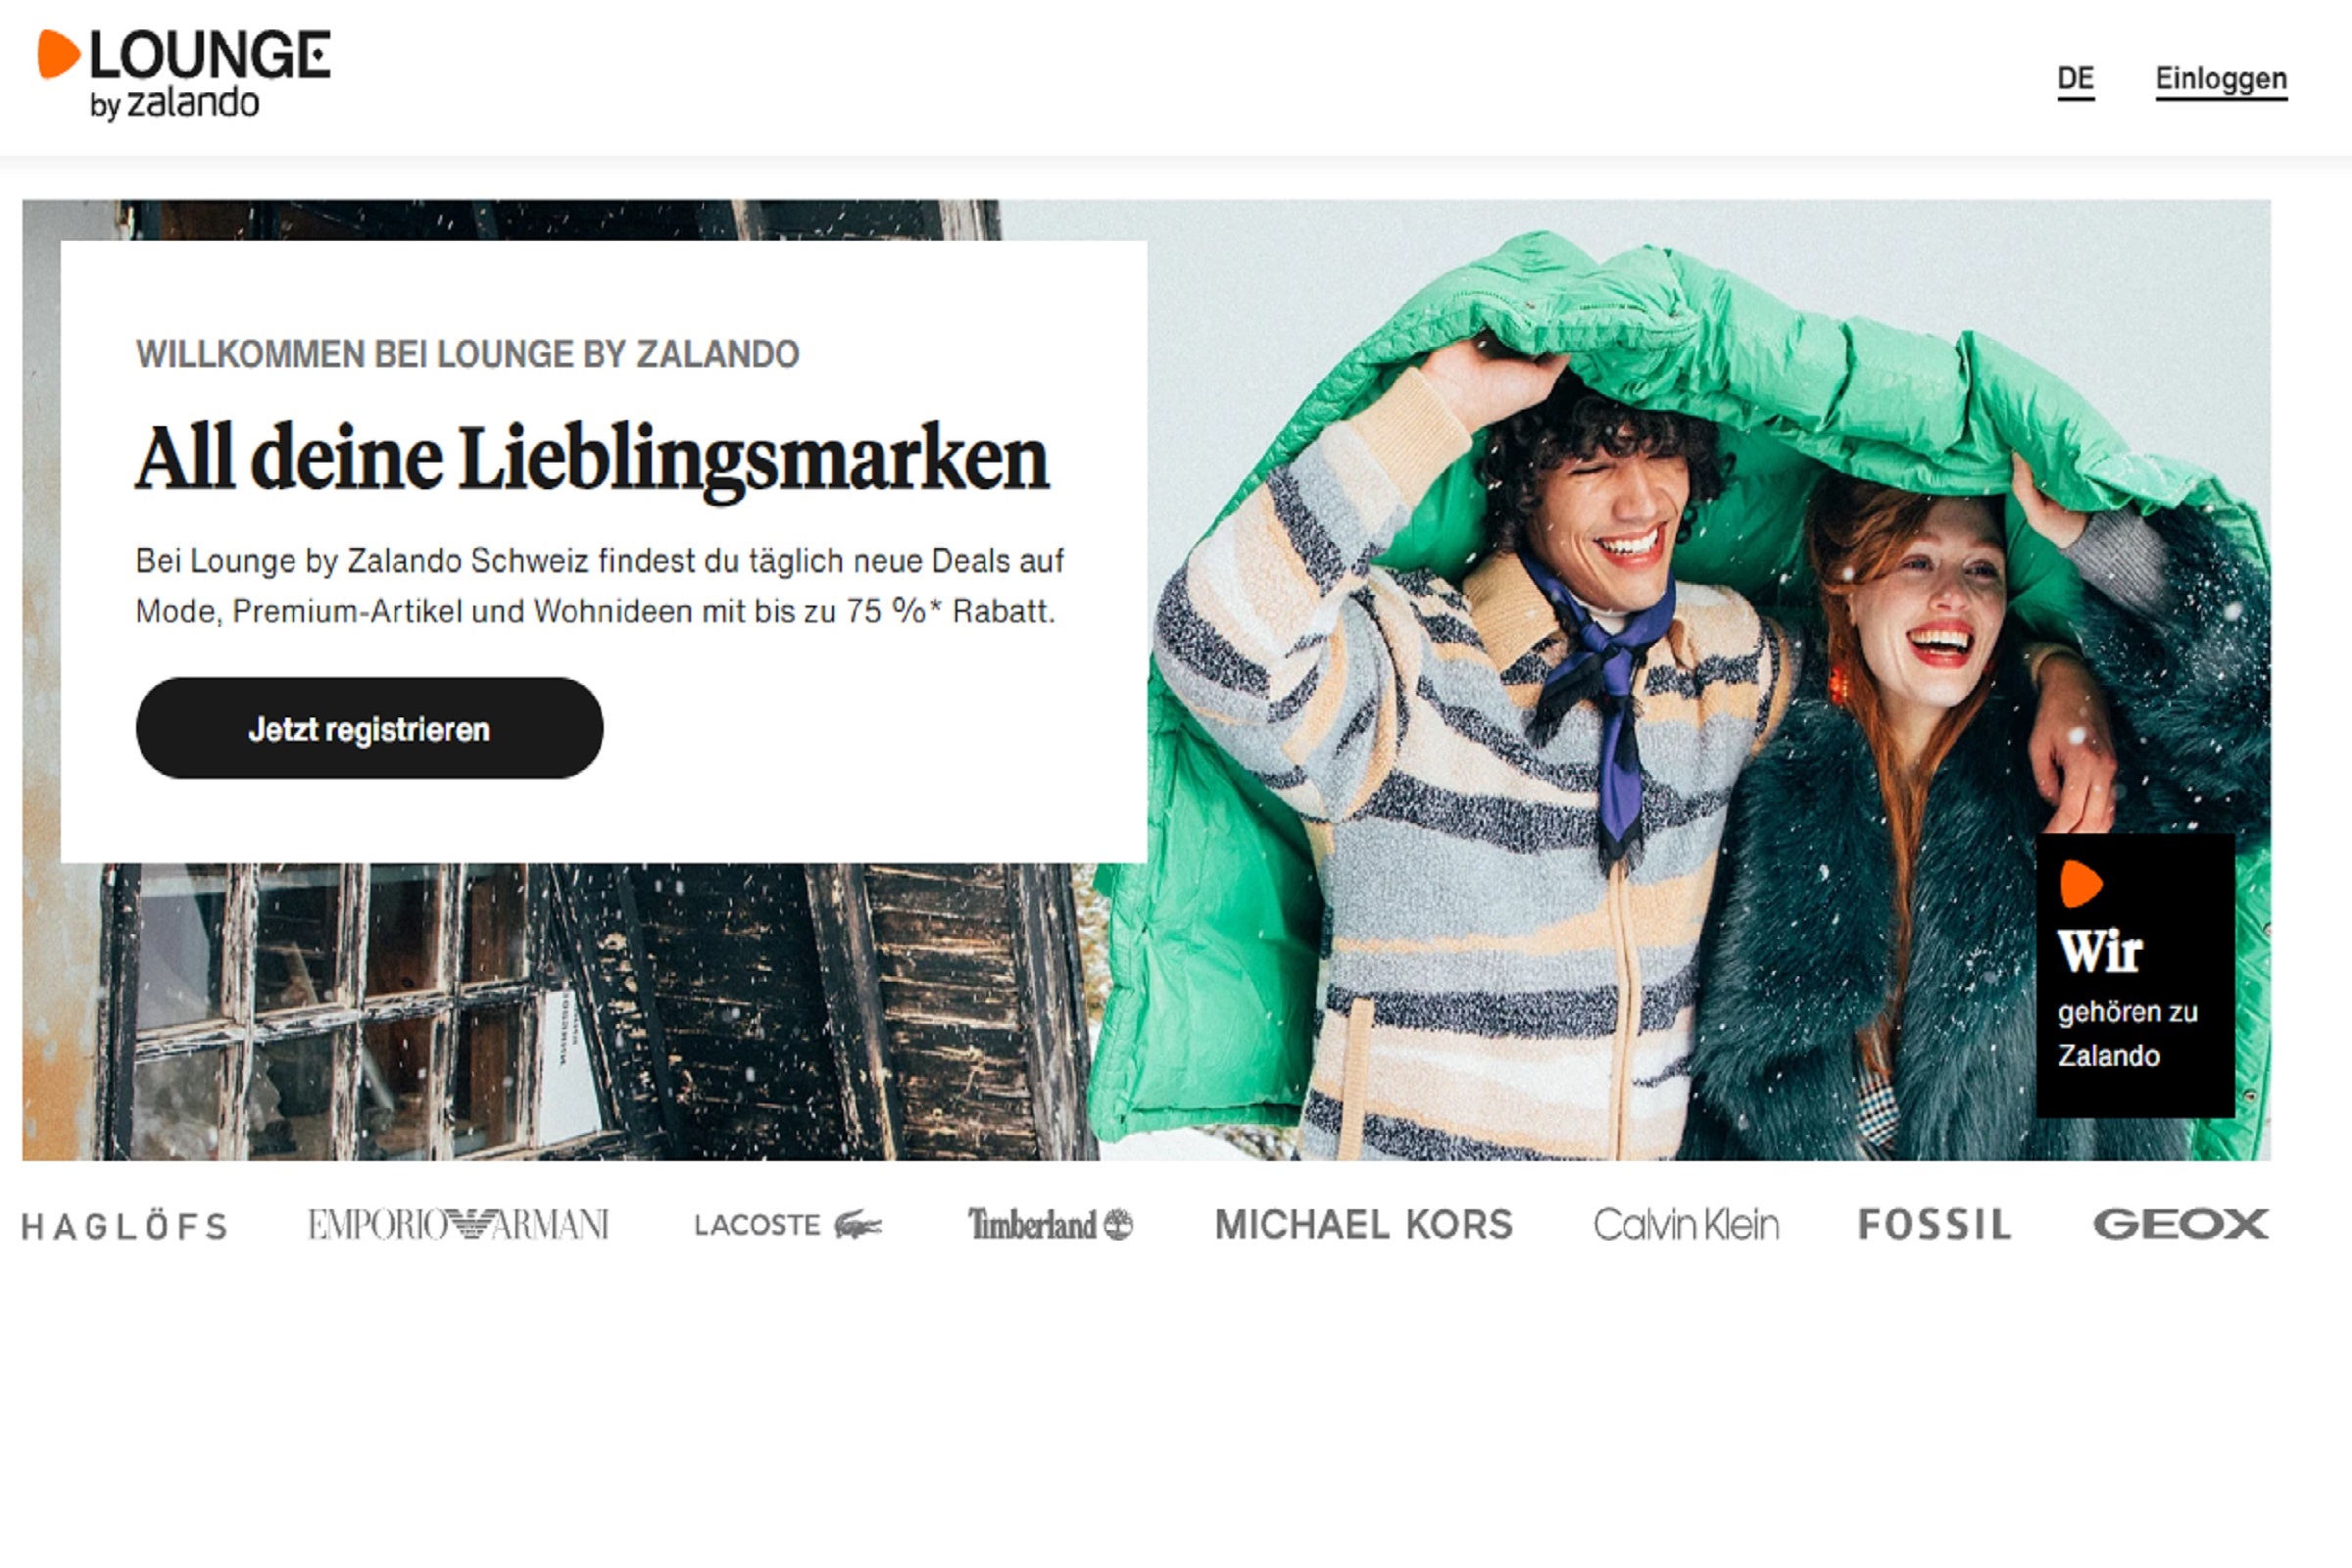 LOUNGE
by zalando
DE Einloggen
WILLKOMMEN BEI LOUNGE BY ZALANDO
All deine Lieblingsmarken
Bei Lounge by Zalando Schweiz findest du täglich neue Deals auf
Mode, Premium-Artikel und Wohnideen mit bis zu 75 %* Rabatt.
Jetzt registrieren
Wir
gehören zu
Zalando
HAGLÖFS EMPORIO ARMANI LACOSTE Timberland MICHAEL KORS Calvin Klein FOSSIL GEOX